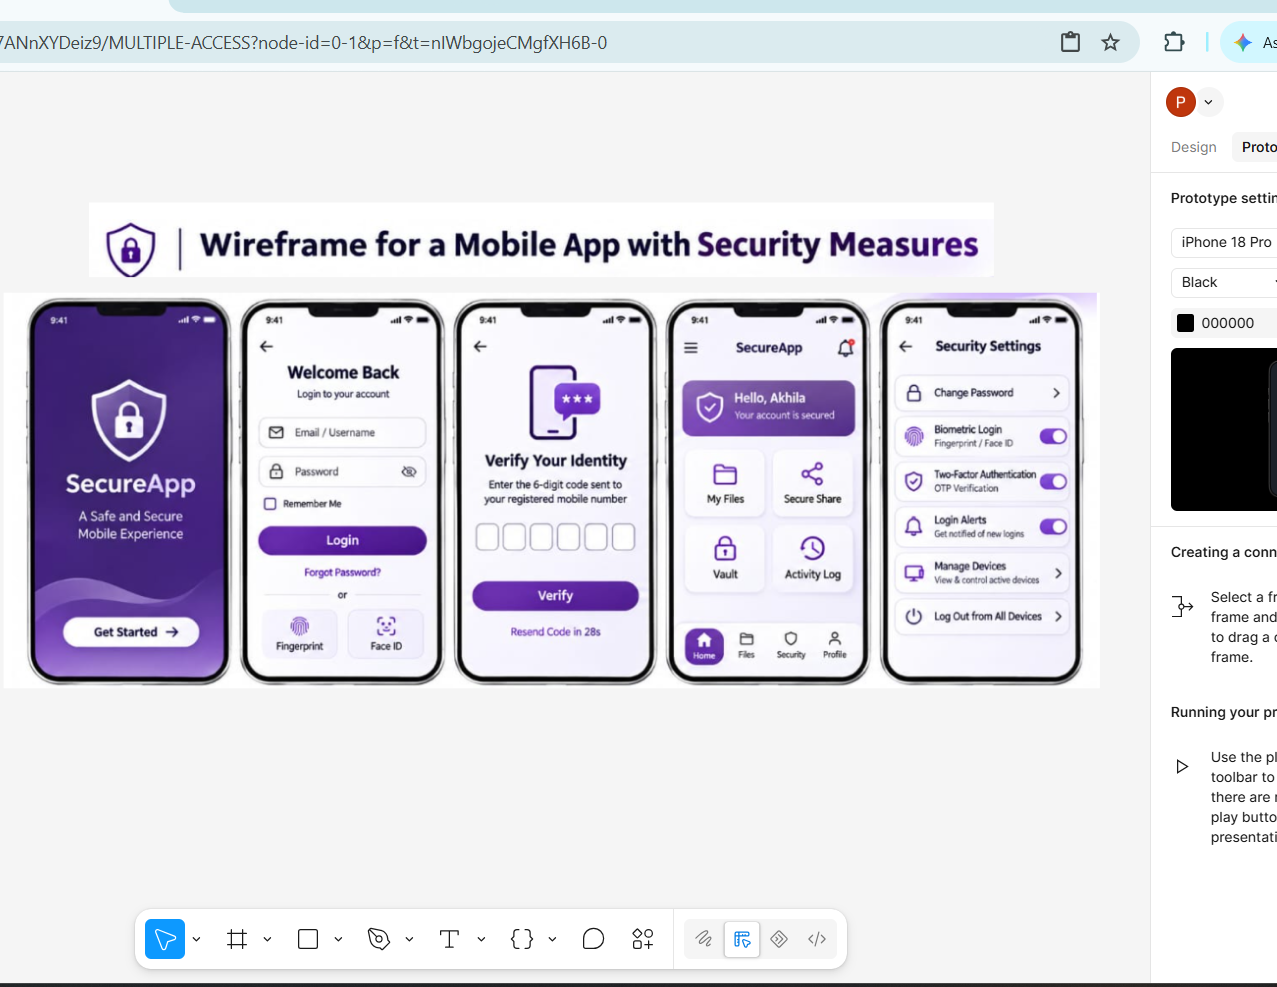 7ANnXYDeiz9/MULTIPLE-ACCESS?node-id=0-1&p=f&t=nIWbgojeCMgfXH6B-0
As
P
Design
Proto
Prototype settin
iPhone 18 Pro
Black
000000
Creating a conn
Select a fr
frame and
to drag a c
frame.
Running your pr
Use the pl
toolbar to
there are r
play butto
presentati
Wireframe for a Mobile App with Security Measures
9:41
SecureApp
A Safe and Secure
Mobile Experience
Get Started
9:41
Welcome Back
Login to your account
Email / Username
Password
Remember Me
Login
Forgot Password?
or
Fingerprint
Face ID
9:41
***
Verify Your Identity
Enter the 6-digit code sent to
your registered mobile number
Verify
Resend Code in 28s
9:41
SecureApp
Hello, Akhila
Your account is secured
My Files
Secure Share
Vault
Activity Log
Home
Files
Security
Profile
9:41
Security Settings
Change Password
Biometric Login
Fingerprint / Face ID
Two-Factor Authentication
OTP Verification
Login Alerts
Get notified of new logins
Manage Devices
View & control active devices
Log Out from All Devices